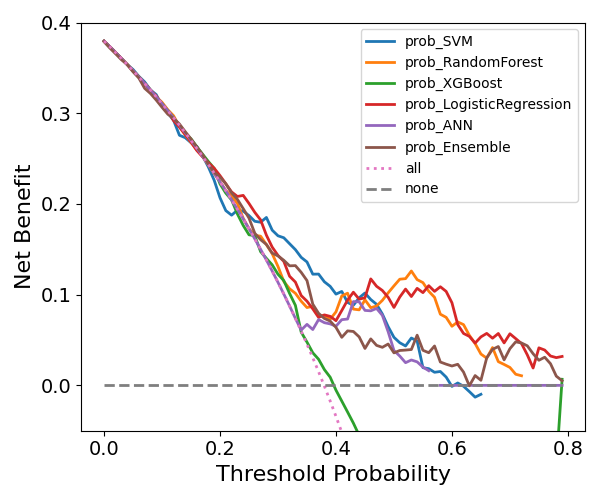 0.4
0.3
0.2
0.1
0.0
Net Benefit
prob_SVM
prob_RandomForest
prob_XGBoost
prob_LogisticRegression
prob_ANN
prob_Ensemble
all
none
0.0 0.2 0.4 0.6 0.8
Threshold Probability